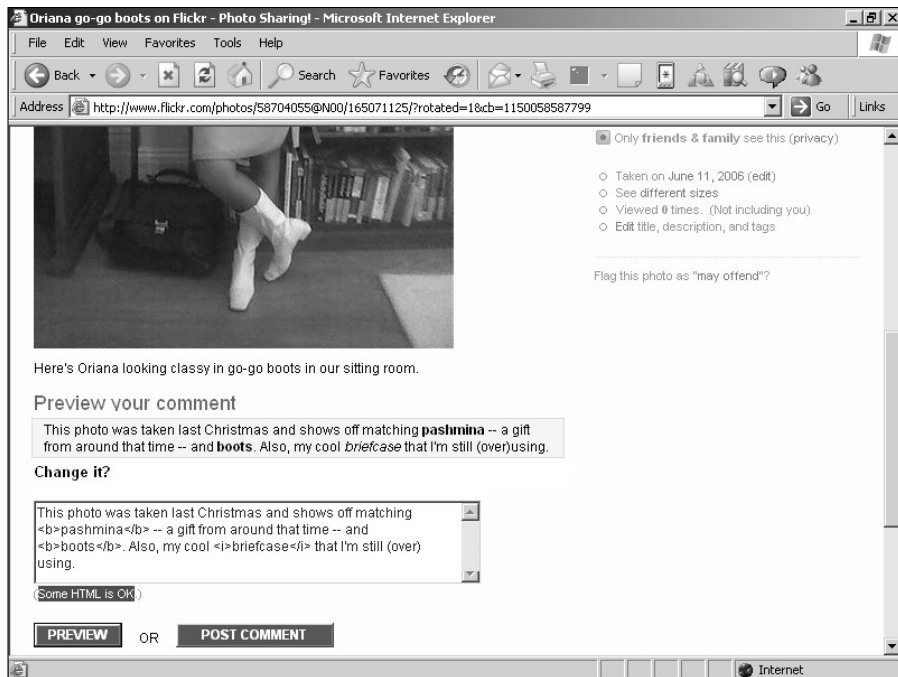 Oriana go-go boots on Flickr - Photo Sharing! - Microsoft Internet Explorer
File Edit View Favorites Tools Help
Back Search Favorites
Address http://www.flickr.com/photos/58704055@N00/165071125/?rotated=1&cb=1150058587799 Go Links
Only friends & family see this (privacy)
Taken on June 11, 2006 (edit)
See different sizes
Viewed 0 times. (Not including you)
Edit title, description, and tags
Flag this photo as "may offend"?
Here's Oriana looking classy in go-go boots in our sitting room.
Preview your comment
This photo was taken last Christmas and shows off matching pashmina -- a gift
from around that time -- and boots. Also, my cool briefcase that I'm still (over)using.
Change it?
This photo was taken last Christmas and shows off matching
<b>pashmina</b> -- a gift from around that time -- and
<b>boots</b>. Also, my cool <i>briefcase</i> that I'm still (over)
using.
(Some HTML is OK)
PREVIEW OR POST COMMENT
Internet